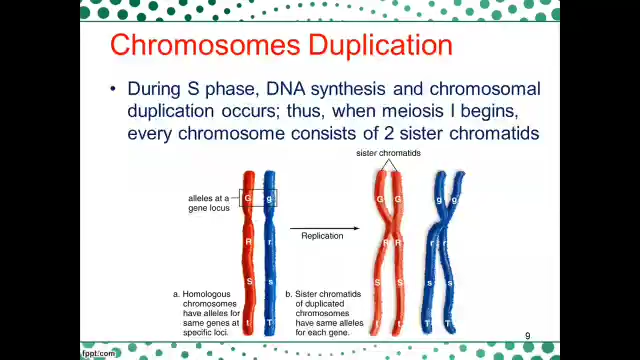 Chromosomes Duplication
• During S phase, DNA synthesis and chromosomal
duplication occurs; thus, when meiosis I begins,
every chromosome consists of 2 sister chromatids
sister chromatids
alleles at a
gene locus
G g G G g g
Replication
R r R R r r
S s S S s s
t T t t T T
a. Homologous
chromosomes
have alleles for
same genes at
specific loci.
b. Sister chromatids
of duplicated
chromosomes
have same alleles
for each gene.
9
fppt.com